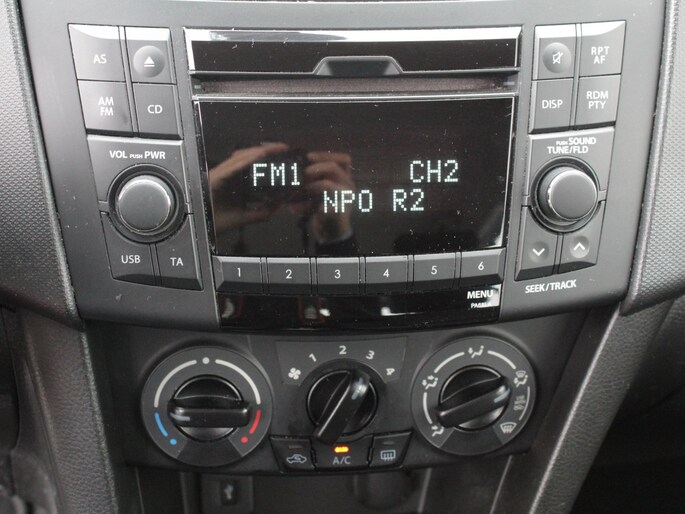 AS
RPT
AF
AM
FM
CD
DISP
RDM
PTY
VOL PUSH PWR
PUSH SOUND
TUNE/FLD
FM1 CH2
NPO R2
USB
TA
1 2 3 4 5 6
MENU
SEEK/TRACK
1 2 3 4
A/C